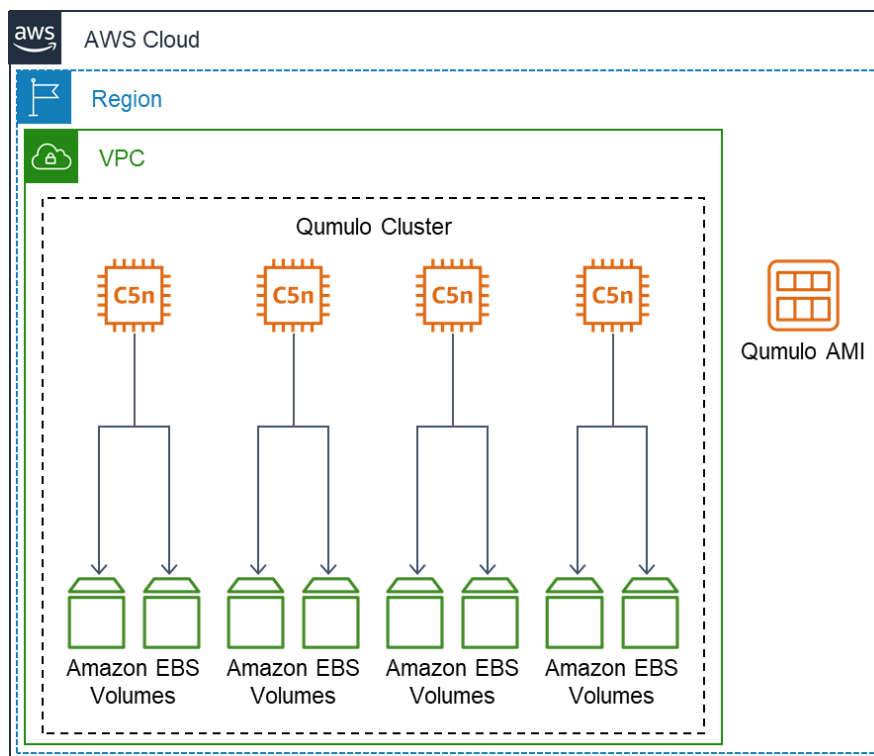 aws
AWS Cloud
Region
VPC
Qumulo Cluster
C5n
C5n
C5n
C5n
Qumulo AMI
Amazon EBS
Volumes
Amazon EBS
Volumes
Amazon EBS
Volumes
Amazon EBS
Volumes